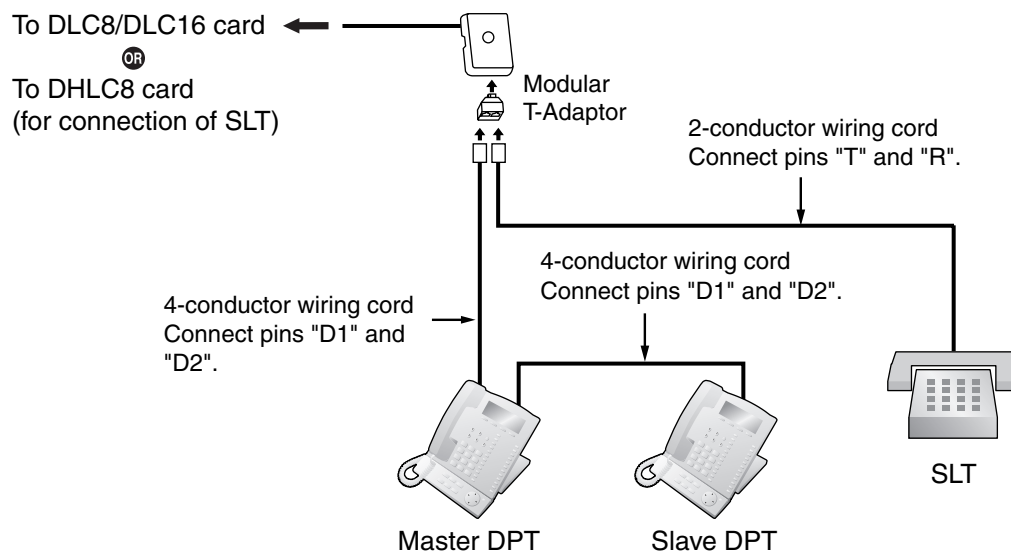 To DLC8/DLC16 card
OR
To DHLC8 card
(for connection of SLT)
Modular
T-Adaptor
2-conductor wiring cord
Connect pins "T" and "R".
4-conductor wiring cord
Connect pins "D1" and "D2".
4-conductor wiring cord
Connect pins "D1" and
"D2".
SLT
Master DPT
Slave DPT